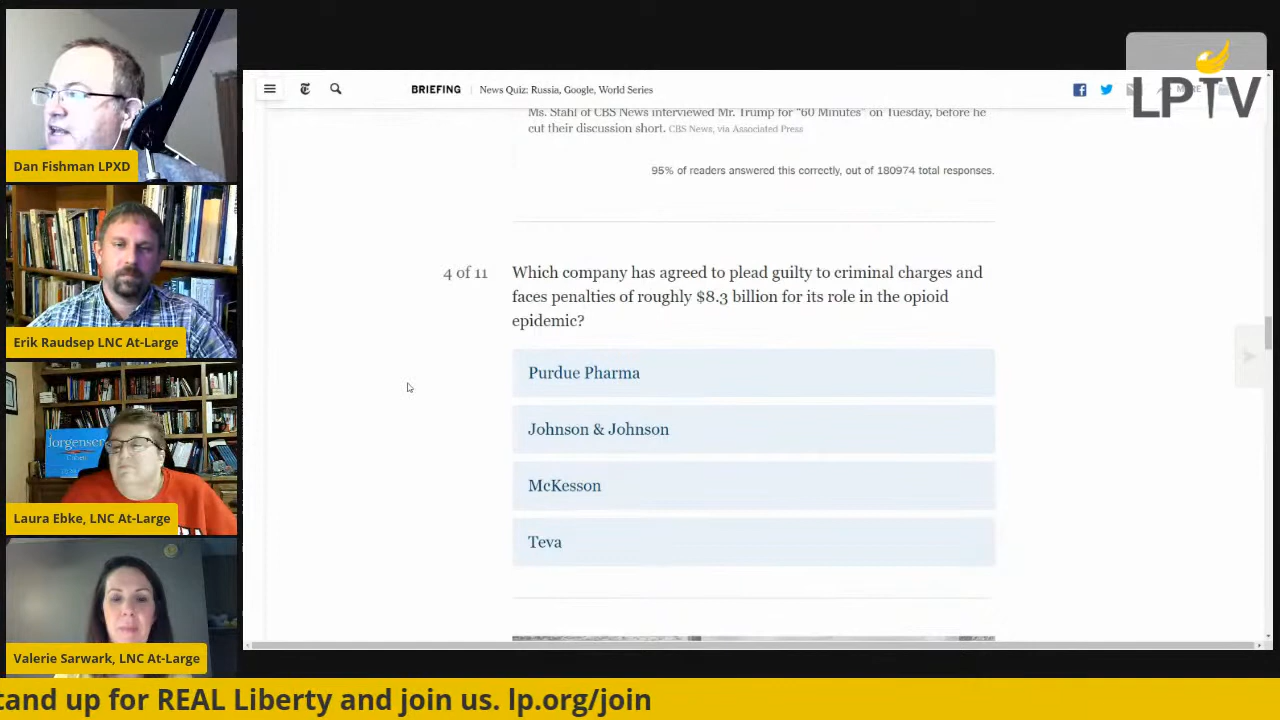 Dan Fishman LPXD
Erik Raudsep LNC At-Large
Jorgensen
Laura Ebke, LNC At-Large
Valerie Sarwark, LNC At-Large
LPTV
BRIEFING | News Quiz: Russia, Google, World Series
MORE
Ms. Stahl of CBS News interviewed Mr. Trump for “60 Minutes” on Tuesday, before he
cut their discussion short. CBS News, via Associated Press
95% of readers answered this correctly, out of 180974 total responses.
4 of 11
Which company has agreed to plead guilty to criminal charges and
faces penalties of roughly $8.3 billion for its role in the opioid
epidemic?
Purdue Pharma
Johnson & Johnson
McKesson
Teva
tand up for REAL Liberty and join us. lp.org/join